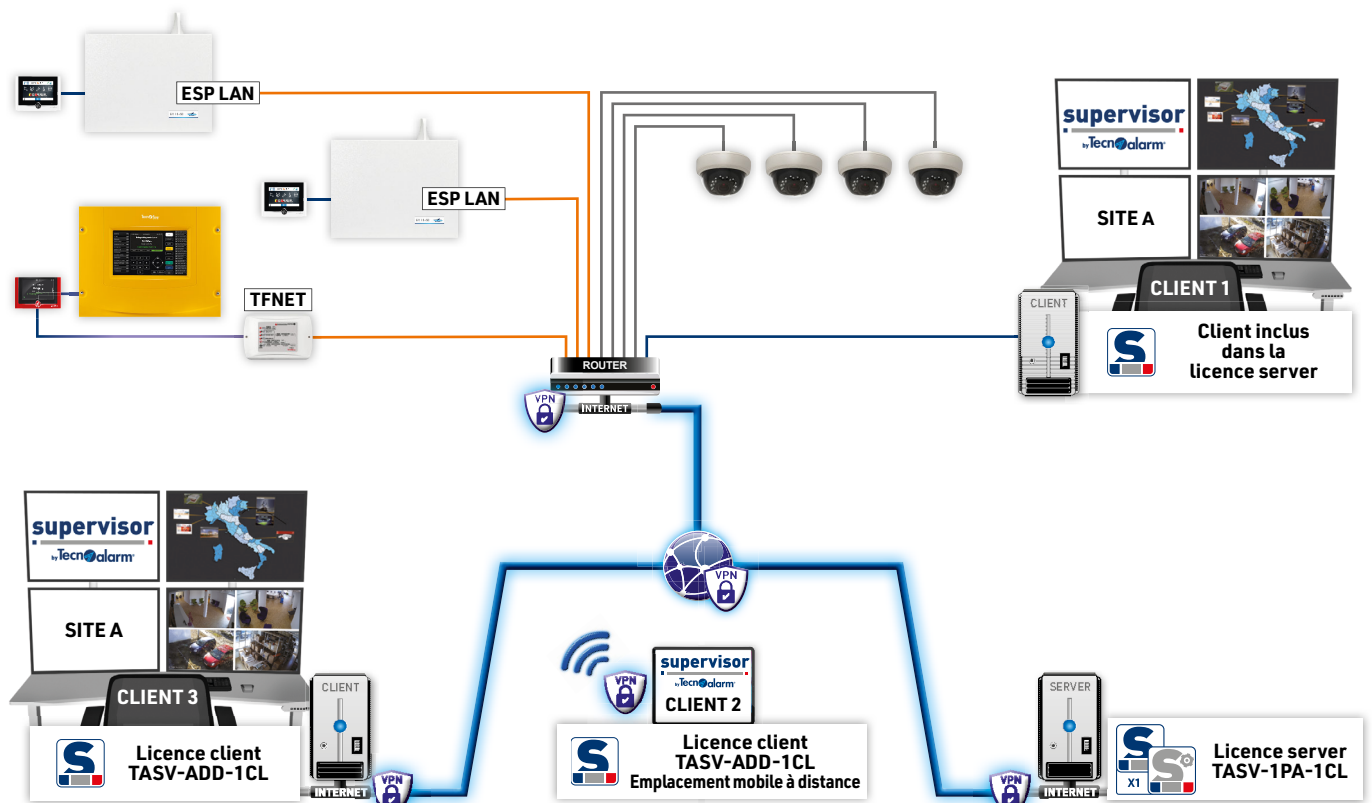 ESP LAN
ESP LAN
TFNET
ROUTER
VPN
INTERNET
supervisor
by Tecnoalarm
SITE A
CLIENT 1
CLIENT
Client inclus
dans la
licence server
VPN
supervisor
by Tecnoalarm
SITE A
CLIENT 3
CLIENT
Licence client
TASV-ADD-1CL
INTERNET
VPN
VPN
supervisor
by Tecnoalarm
CLIENT 2
Licence client
TASV-ADD-1CL
Emplacement mobile à distance
SERVER
VPN
INTERNET
X1
Licence server
TASV-1PA-1CL